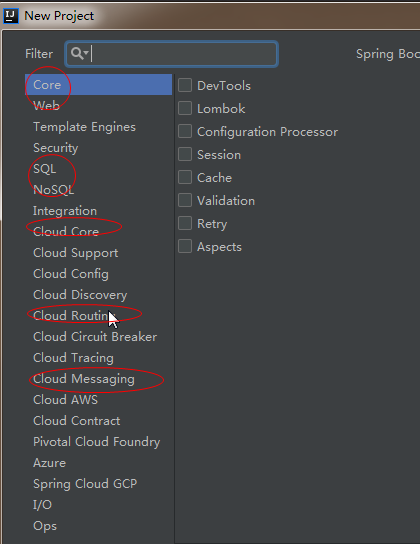 New Project
Filter
Spring Boo
Core
Web
Template Engines
Security
SQL
NoSQL
Integration
Cloud Core
Cloud Support
Cloud Config
Cloud Discovery
Cloud Routing
Cloud Circuit Breaker
Cloud Tracing
Cloud Messaging
Cloud AWS
Cloud Contract
Pivotal Cloud Foundry
Azure
Spring Cloud GCP
I/O
Ops
DevTools
Lombok
Configuration Processor
Session
Cache
Validation
Retry
Aspects